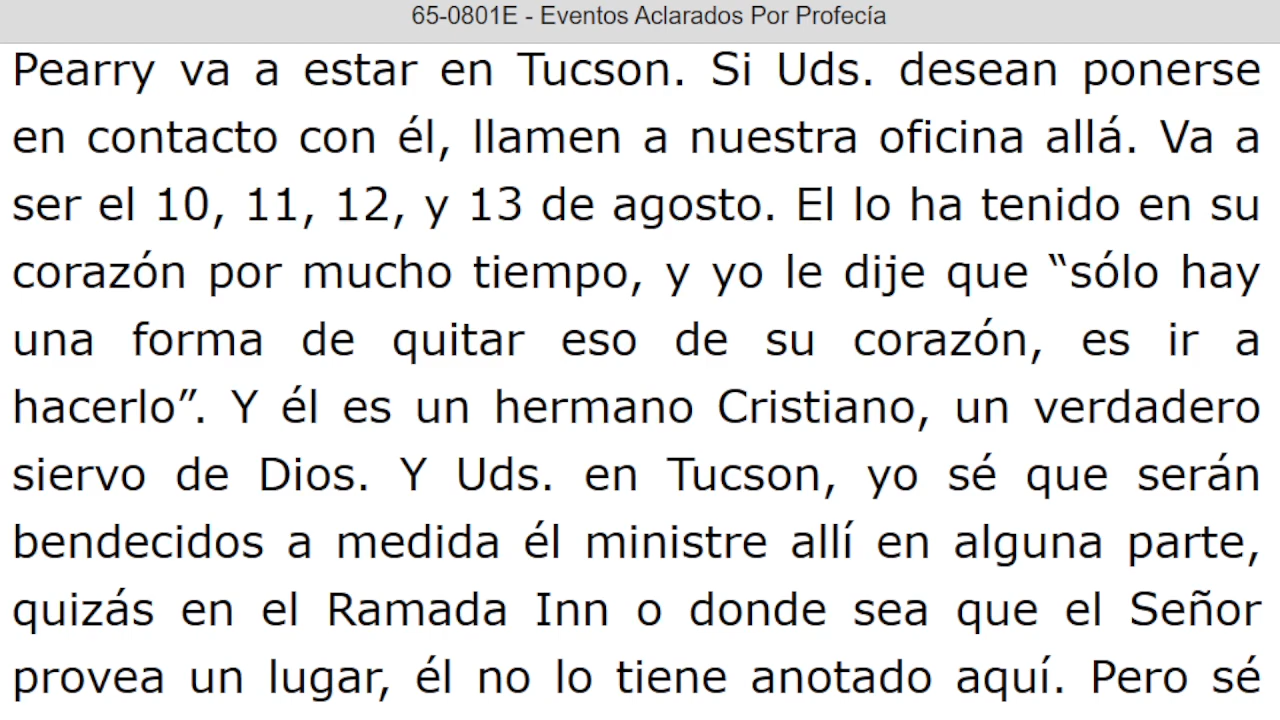 65-0801E - Eventos Aclarados Por Profecía
Pearry va a estar en Tucson. Si Uds. desean ponerse
en contacto con él, llamen a nuestra oficina allá. Va a
ser el 10, 11, 12, y 13 de agosto. El lo ha tenido en su
corazón por mucho tiempo, y yo le dije que “sólo hay
una forma de quitar eso de su corazón, es ir a
hacerlo”. Y él es un hermano Cristiano, un verdadero
siervo de Dios. Y Uds. en Tucson, yo sé que serán
bendecidos a medida él ministre allí en alguna parte,
quizás en el Ramada Inn o donde sea que el Señor
provea un lugar, él no lo tiene anotado aquí. Pero sé